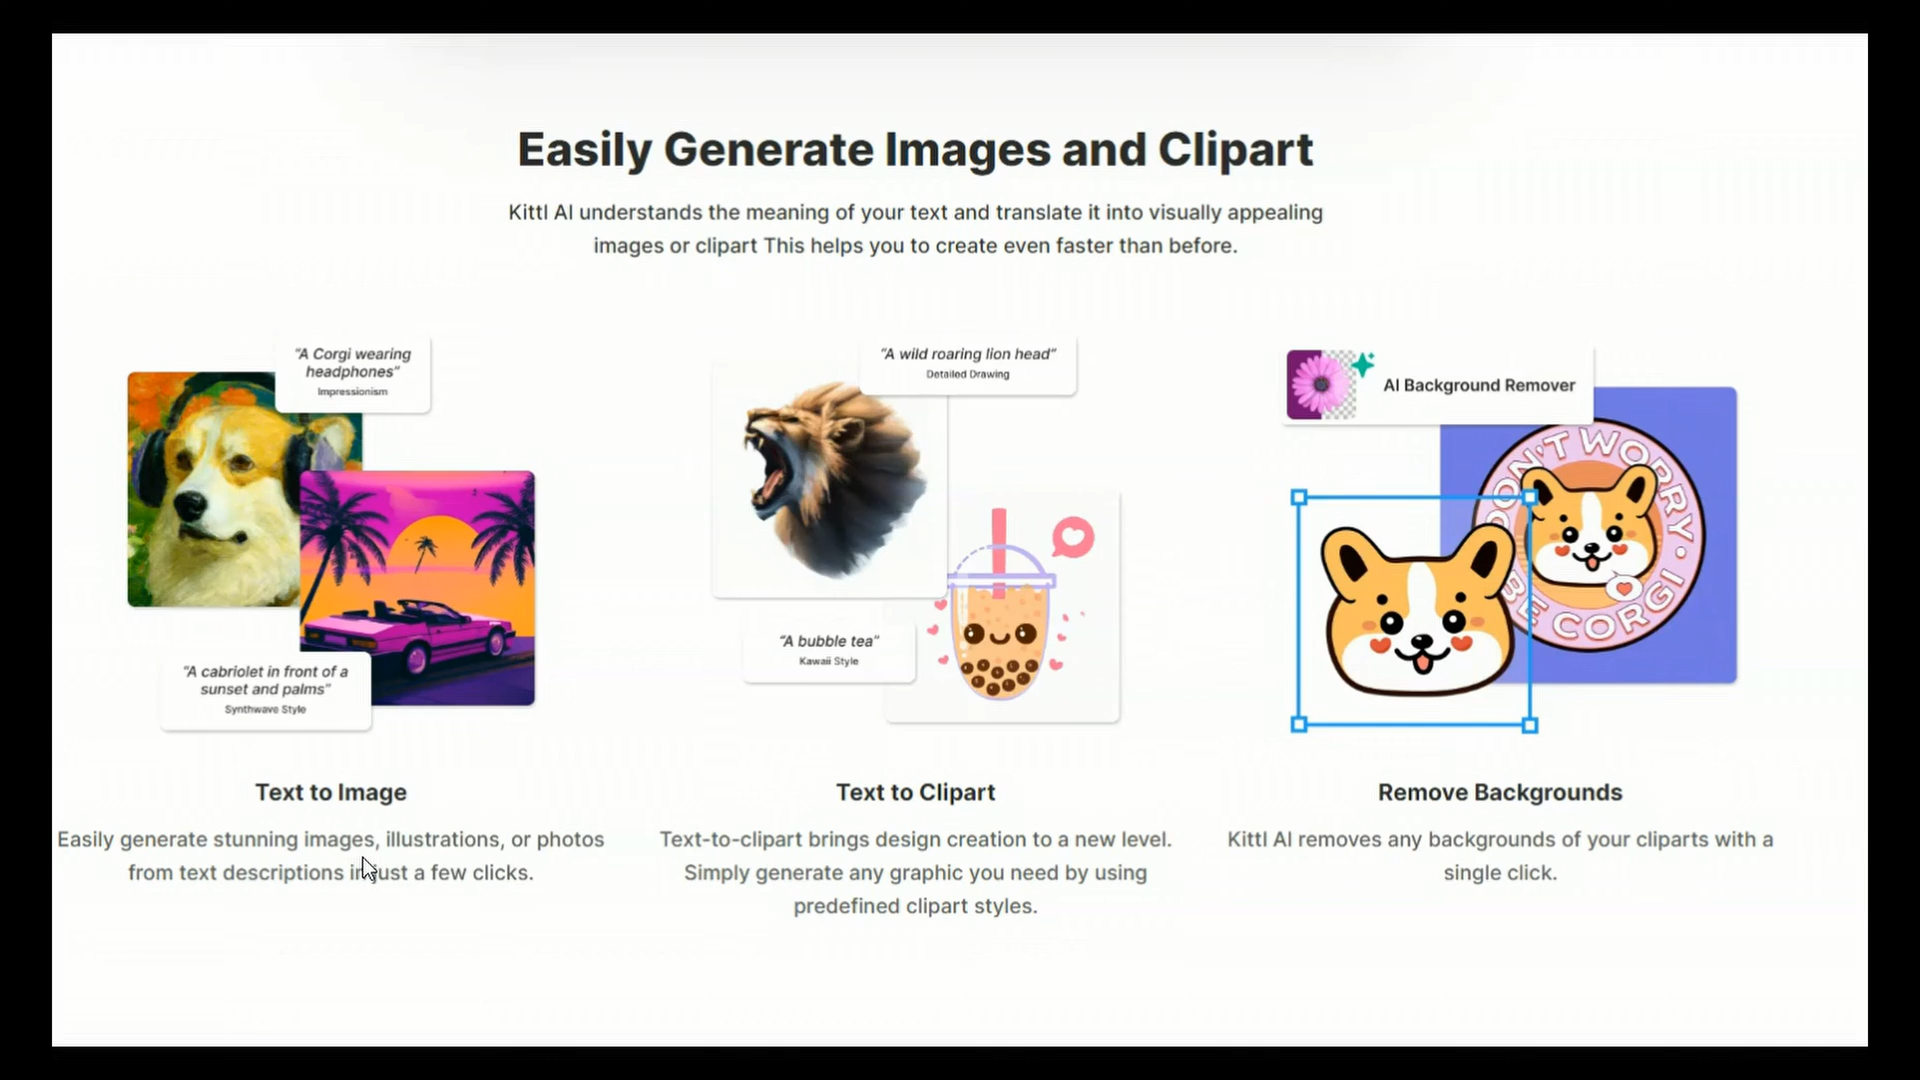 Easily Generate Images and Clipart
Kittl AI understands the meaning of your text and translate it into visually appealing
images or clipart This helps you to create even faster than before.
“A Corgi wearing
headphones”
Impressionism
“A cabriolet in front of a
sunset and palms”
Synthwave Style
Text to Image
Easily generate stunning images, illustrations, or photos
from text descriptions in just a few clicks.
“A wild roaring lion head”
Detailed Drawing
“A bubble tea”
Kawaii Style
Text to Clipart
Text-to-clipart brings design creation to a new level.
Simply generate any graphic you need by using
predefined clipart styles.
AI Background Remover
DON'T WORRY
BE CORGI
Remove Backgrounds
Kittl AI removes any backgrounds of your cliparts with a
single click.